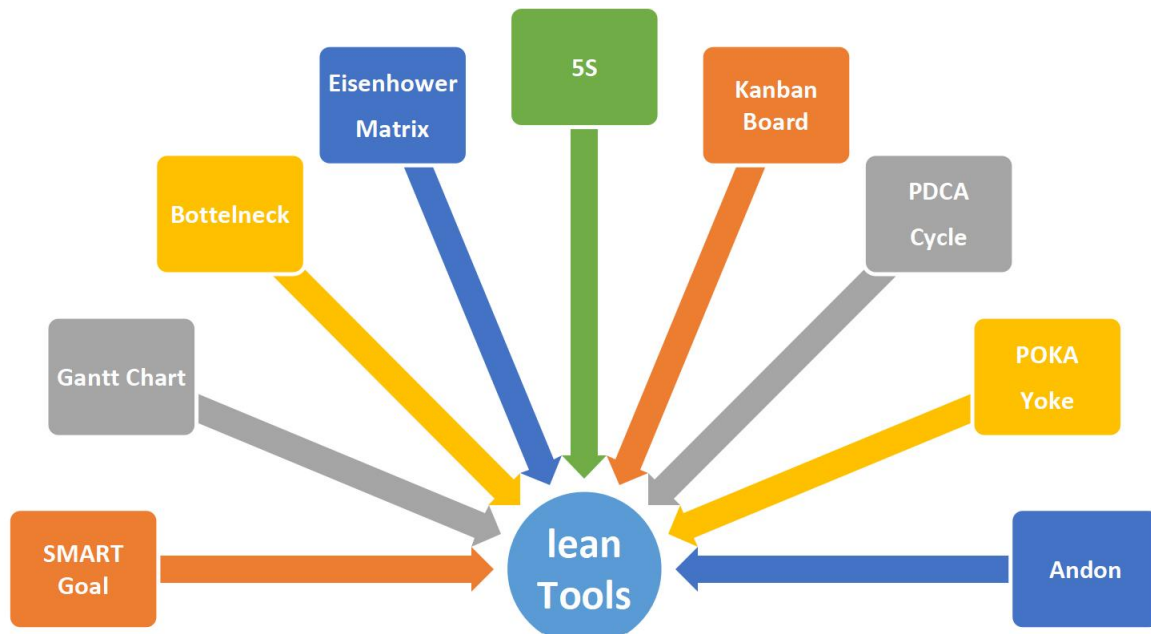 5S
Eisenhower
Matrix
Kanban
Board
Bottelneck
PDCA
Cycle
Gantt Chart
POKA
Yoke
SMART
Goal
lean
Tools
Andon